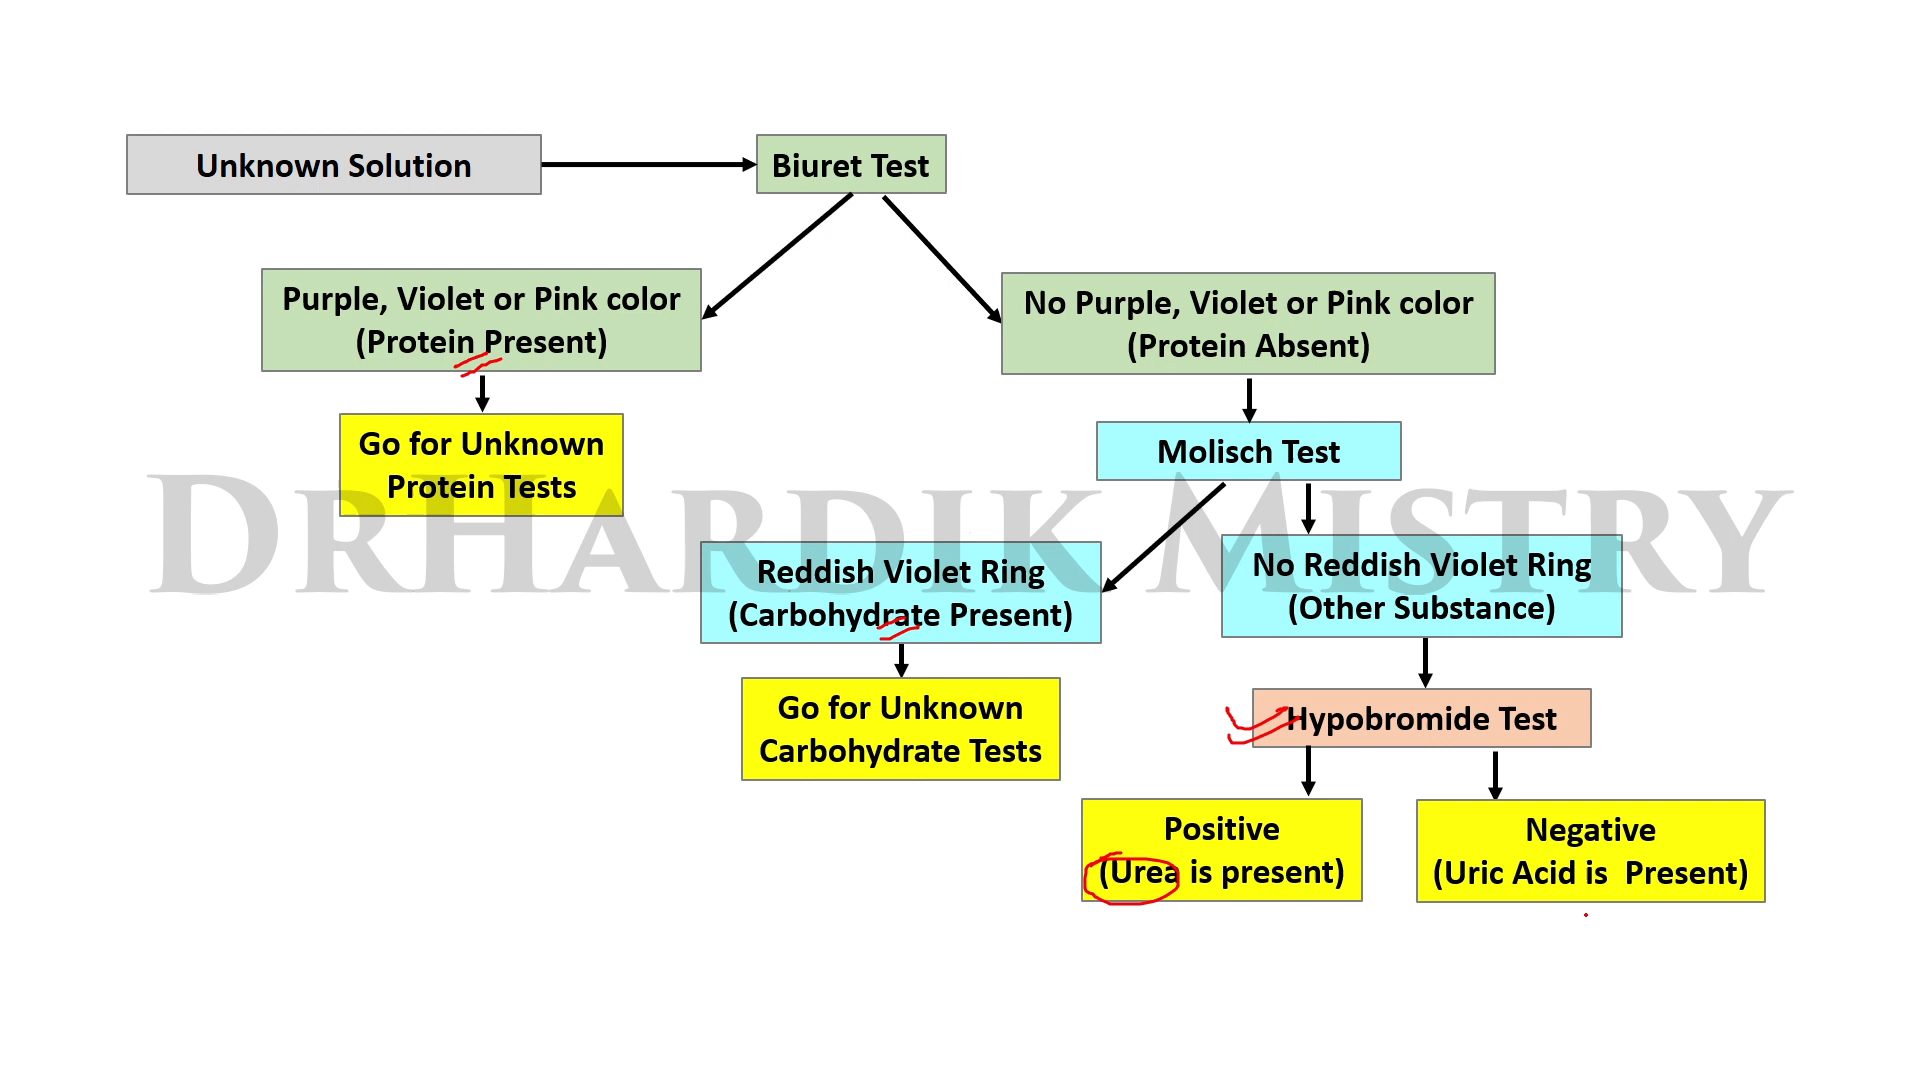 Unknown Solution
Biuret Test
Purple, Violet or Pink color
(Protein Present)
No Purple, Violet or Pink color
(Protein Absent)
Go for Unknown
Protein Tests
Molisch Test
DrHardik Mistry
Reddish Violet Ring
(Carbohydrate Present)
No Reddish Violet Ring
(Other Substance)
Go for Unknown
Carbohydrate Tests
Hypobromide Test
Positive
(Urea is present)
Negative
(Uric Acid is  Present)